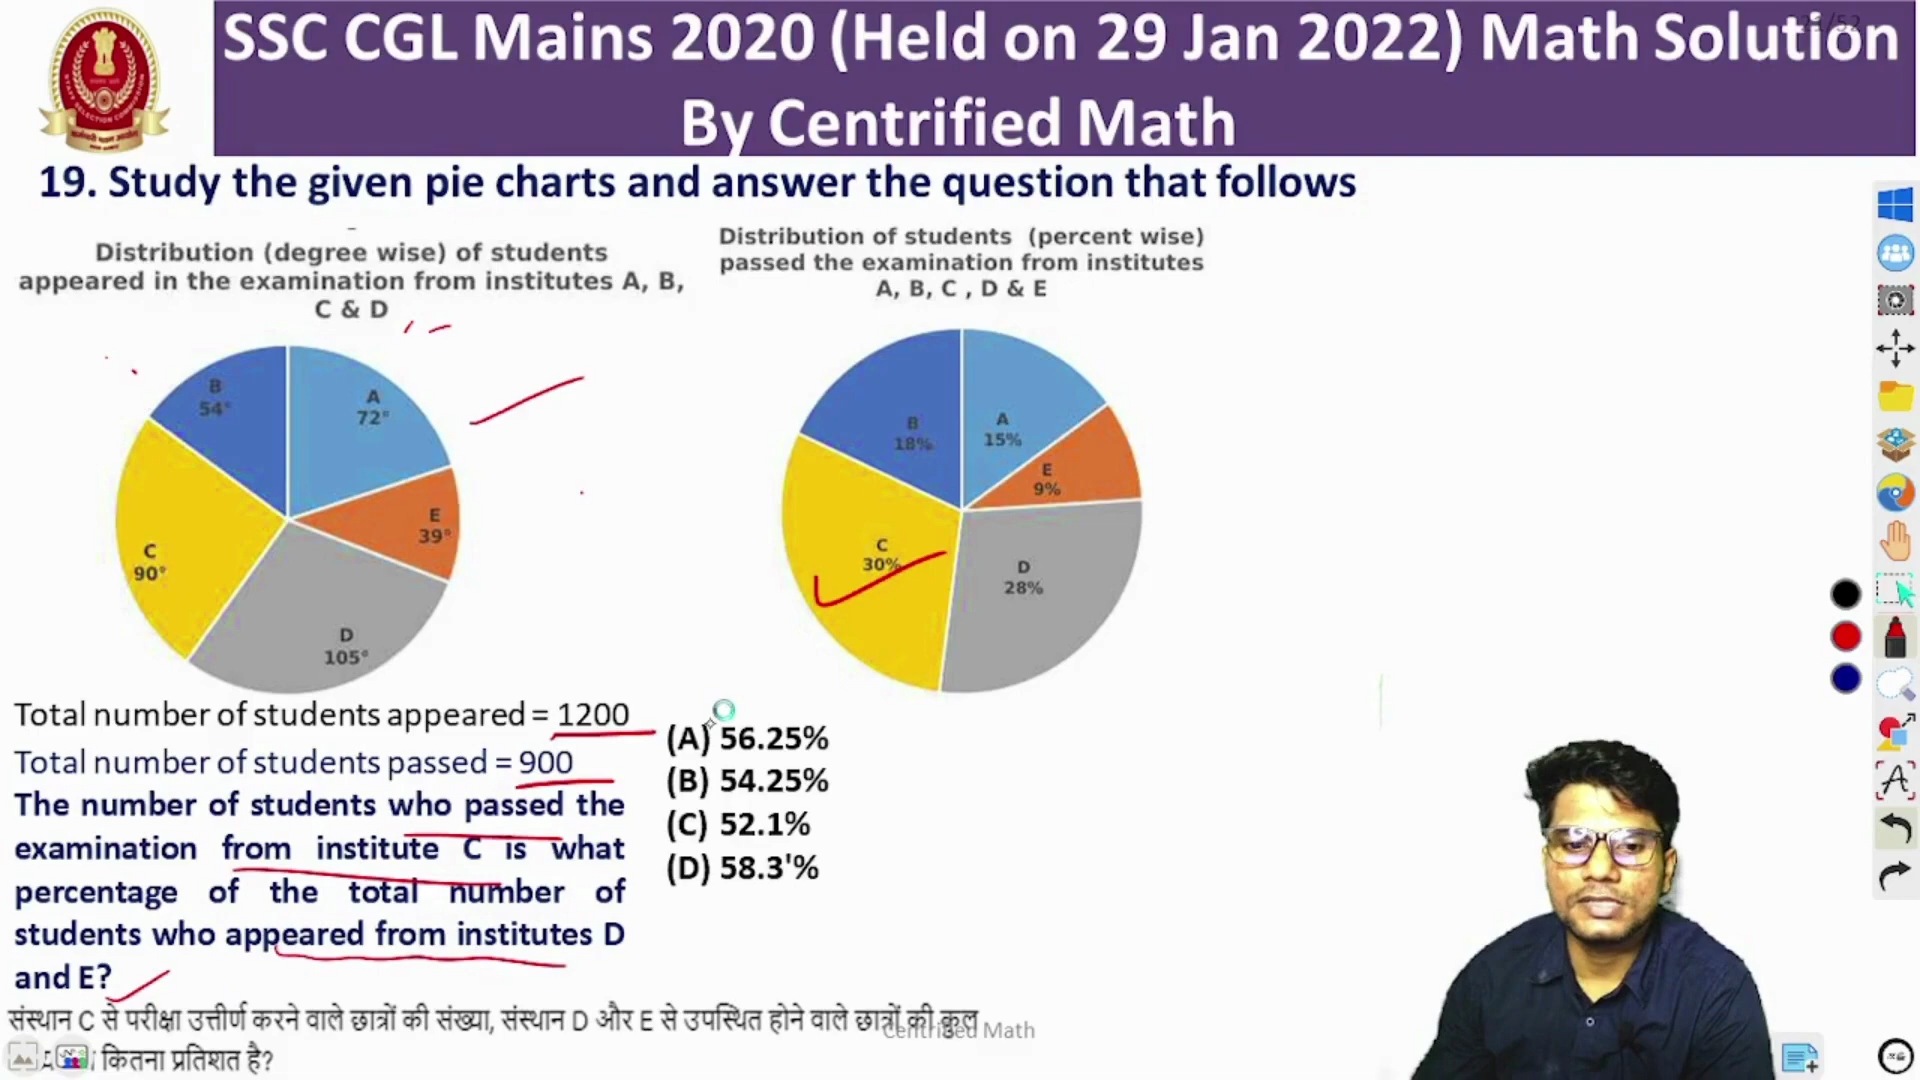 SSC CGL Mains 2020 (Held on 29 Jan 2022) Math Solution
By Centrified Math
19. Study the given pie charts and answer the question that follows
Distribution (degree wise) of students
appeared in the examination from institutes A, B,
C & D
B
54°
A
72°
E
39°
C
90°
D
105°
Distribution of students (percent wise)
passed the examination from institutes
A, B, C , D & E
B
18%
A
15%
E
9%
C
30%
D
28%
Total number of students appeared = 1200
Total number of students passed = 900
The number of students who passed the
examination from institute C is what
percentage of the total number of
students who appeared from institutes D
and E?
(A) 56.25%
(B) 54.25%
(C) 52.1%
(D) 58.3'%
संस्थान C से परीक्षा उत्तीर्ण करने वाले छात्रों की संख्या, संस्थान D और E से उपस्थित होने वाले छात्रों की कुल
कितना प्रतिशत है?
Centrified Math